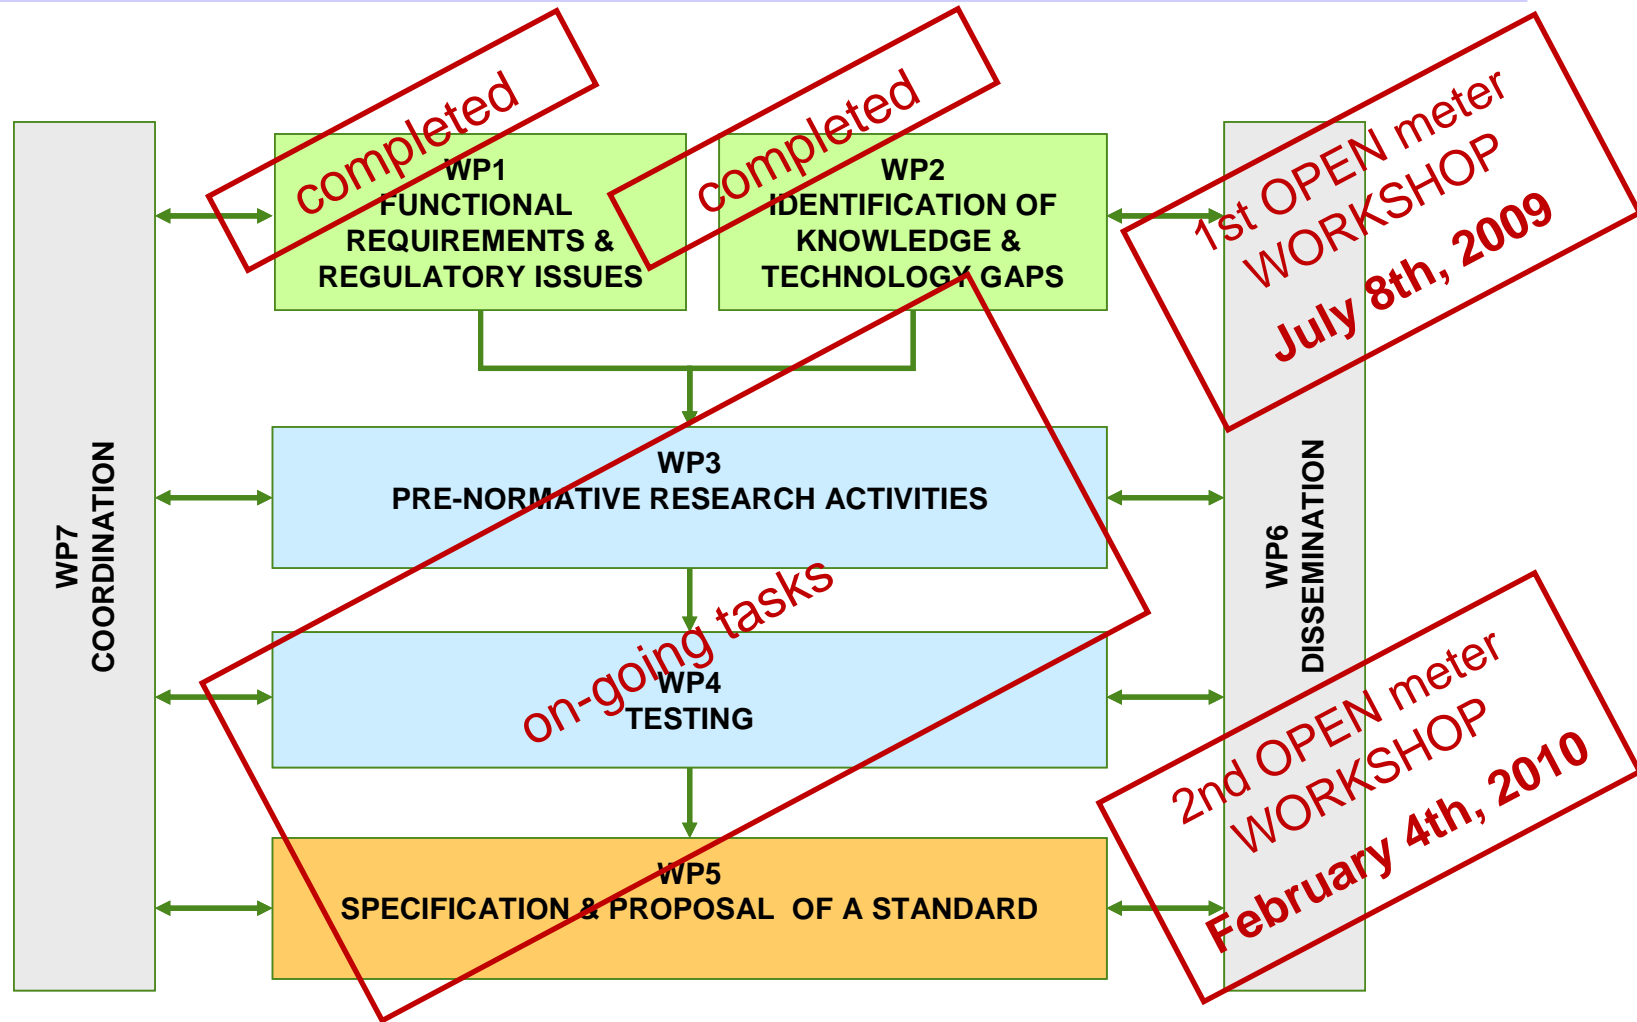 completed
completed
1st OPEN meter
WORKSHOP
July 8th, 2009
WP1
FUNCTIONAL
REQUIREMENTS &
REGULATORY ISSUES
WP2
IDENTIFICATION OF
KNOWLEDGE &
TECHNOLOGY GAPS
WP7
COORDINATION
WP3
PRE-NORMATIVE RESEARCH ACTIVITIES
WP6
DISSEMINATION
on-going tasks
WP4
TESTING
2nd OPEN meter
WORKSHOP
February 4th, 2010
WP5
SPECIFICATION & PROPOSAL OF A STANDARD